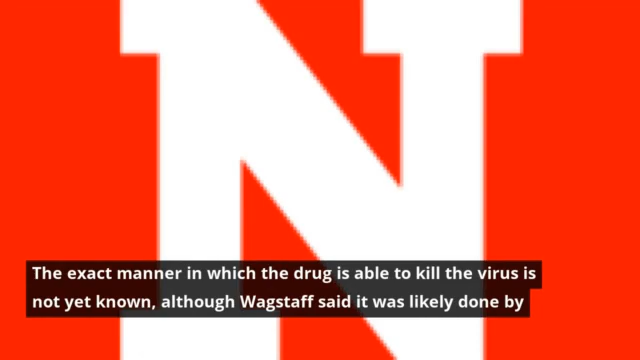 N
The exact manner in which the drug is able to kill the virus is
not yet known, although Wagstaff said it was likely done by